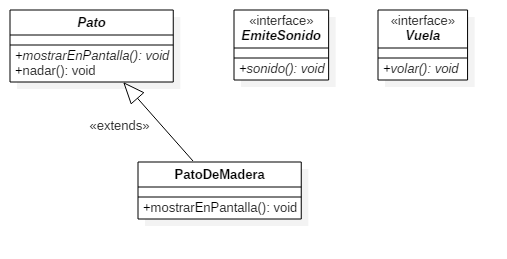 Pato
+mostrarEnPantalla(): void
+nadar(): void
«interface»
EmiteSonido
+sonido(): void
«interface»
Vuela
+volar(): void
«extends»
PatoDeMadera
+mostrarEnPantalla(): void